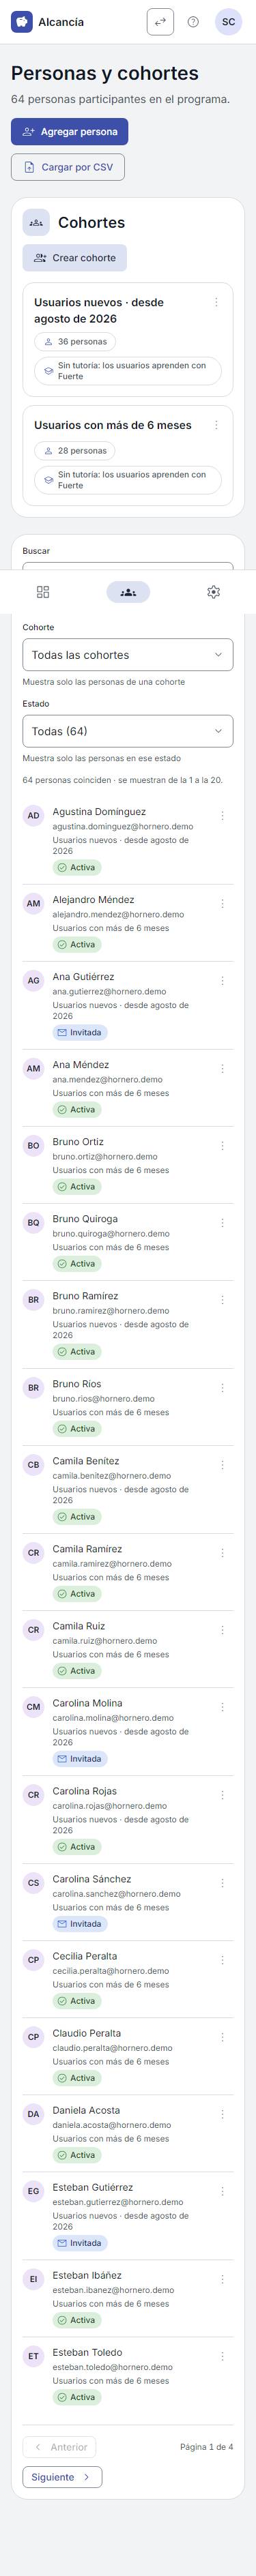 Alcancía
SC
Personas y cohortes
64 personas participantes en el programa.
Agregar persona
Cargar por CSV
Cohortes
Crear cohorte
Usuarios nuevos · desde
agosto de 2026
36 personas
Sin tutoría: los usuarios aprenden con
Fuerte
Usuarios con más de 6 meses
28 personas
Sin tutoría: los usuarios aprenden con
Fuerte
Buscar
Cohorte
Todas las cohortes
Muestra solo las personas de una cohorte
Estado
Todas (64)
Muestra solo las personas en ese estado
64 personas coinciden · se muestran de la 1 a la 20.
AD
Agustina Domínguez
agustina.dominguez@hornero.demo
Usuarios nuevos · desde agosto de
2026
Activa
AM
Alejandro Méndez
alejandro.mendez@hornero.demo
Usuarios con más de 6 meses
Activa
AG
Ana Gutiérrez
ana.gutierrez@hornero.demo
Usuarios nuevos · desde agosto de
2026
Invitada
AM
Ana Méndez
ana.mendez@hornero.demo
Usuarios con más de 6 meses
Activa
BO
Bruno Ortiz
bruno.ortiz@hornero.demo
Usuarios con más de 6 meses
Activa
BQ
Bruno Quiroga
bruno.quiroga@hornero.demo
Usuarios con más de 6 meses
Activa
BR
Bruno Ramírez
bruno.ramirez@hornero.demo
Usuarios nuevos · desde agosto de
2026
Activa
BR
Bruno Ríos
bruno.rios@hornero.demo
Usuarios con más de 6 meses
Activa
CB
Camila Benítez
camila.benitez@hornero.demo
Usuarios nuevos · desde agosto de
2026
Activa
CR
Camila Ramírez
camila.ramirez@hornero.demo
Usuarios con más de 6 meses
Activa
CR
Camila Ruiz
camila.ruiz@hornero.demo
Usuarios con más de 6 meses
Activa
CM
Carolina Molina
carolina.molina@hornero.demo
Usuarios nuevos · desde agosto de
2026
Invitada
CR
Carolina Rojas
carolina.rojas@hornero.demo
Usuarios nuevos · desde agosto de
2026
Activa
CS
Carolina Sánchez
carolina.sanchez@hornero.demo
Usuarios con más de 6 meses
Invitada
CP
Cecilia Peralta
cecilia.peralta@hornero.demo
Usuarios con más de 6 meses
Activa
CP
Claudio Peralta
claudio.peralta@hornero.demo
Usuarios con más de 6 meses
Activa
DA
Daniela Acosta
daniela.acosta@hornero.demo
Usuarios con más de 6 meses
Activa
EG
Esteban Gutiérrez
esteban.gutierrez@hornero.demo
Usuarios nuevos · desde agosto de
2026
Invitada
EI
Esteban Ibáñez
esteban.ibanez@hornero.demo
Usuarios con más de 6 meses
Activa
ET
Esteban Toledo
esteban.toledo@hornero.demo
Usuarios con más de 6 meses
Activa
Anterior
Página 1 de 4
Siguiente